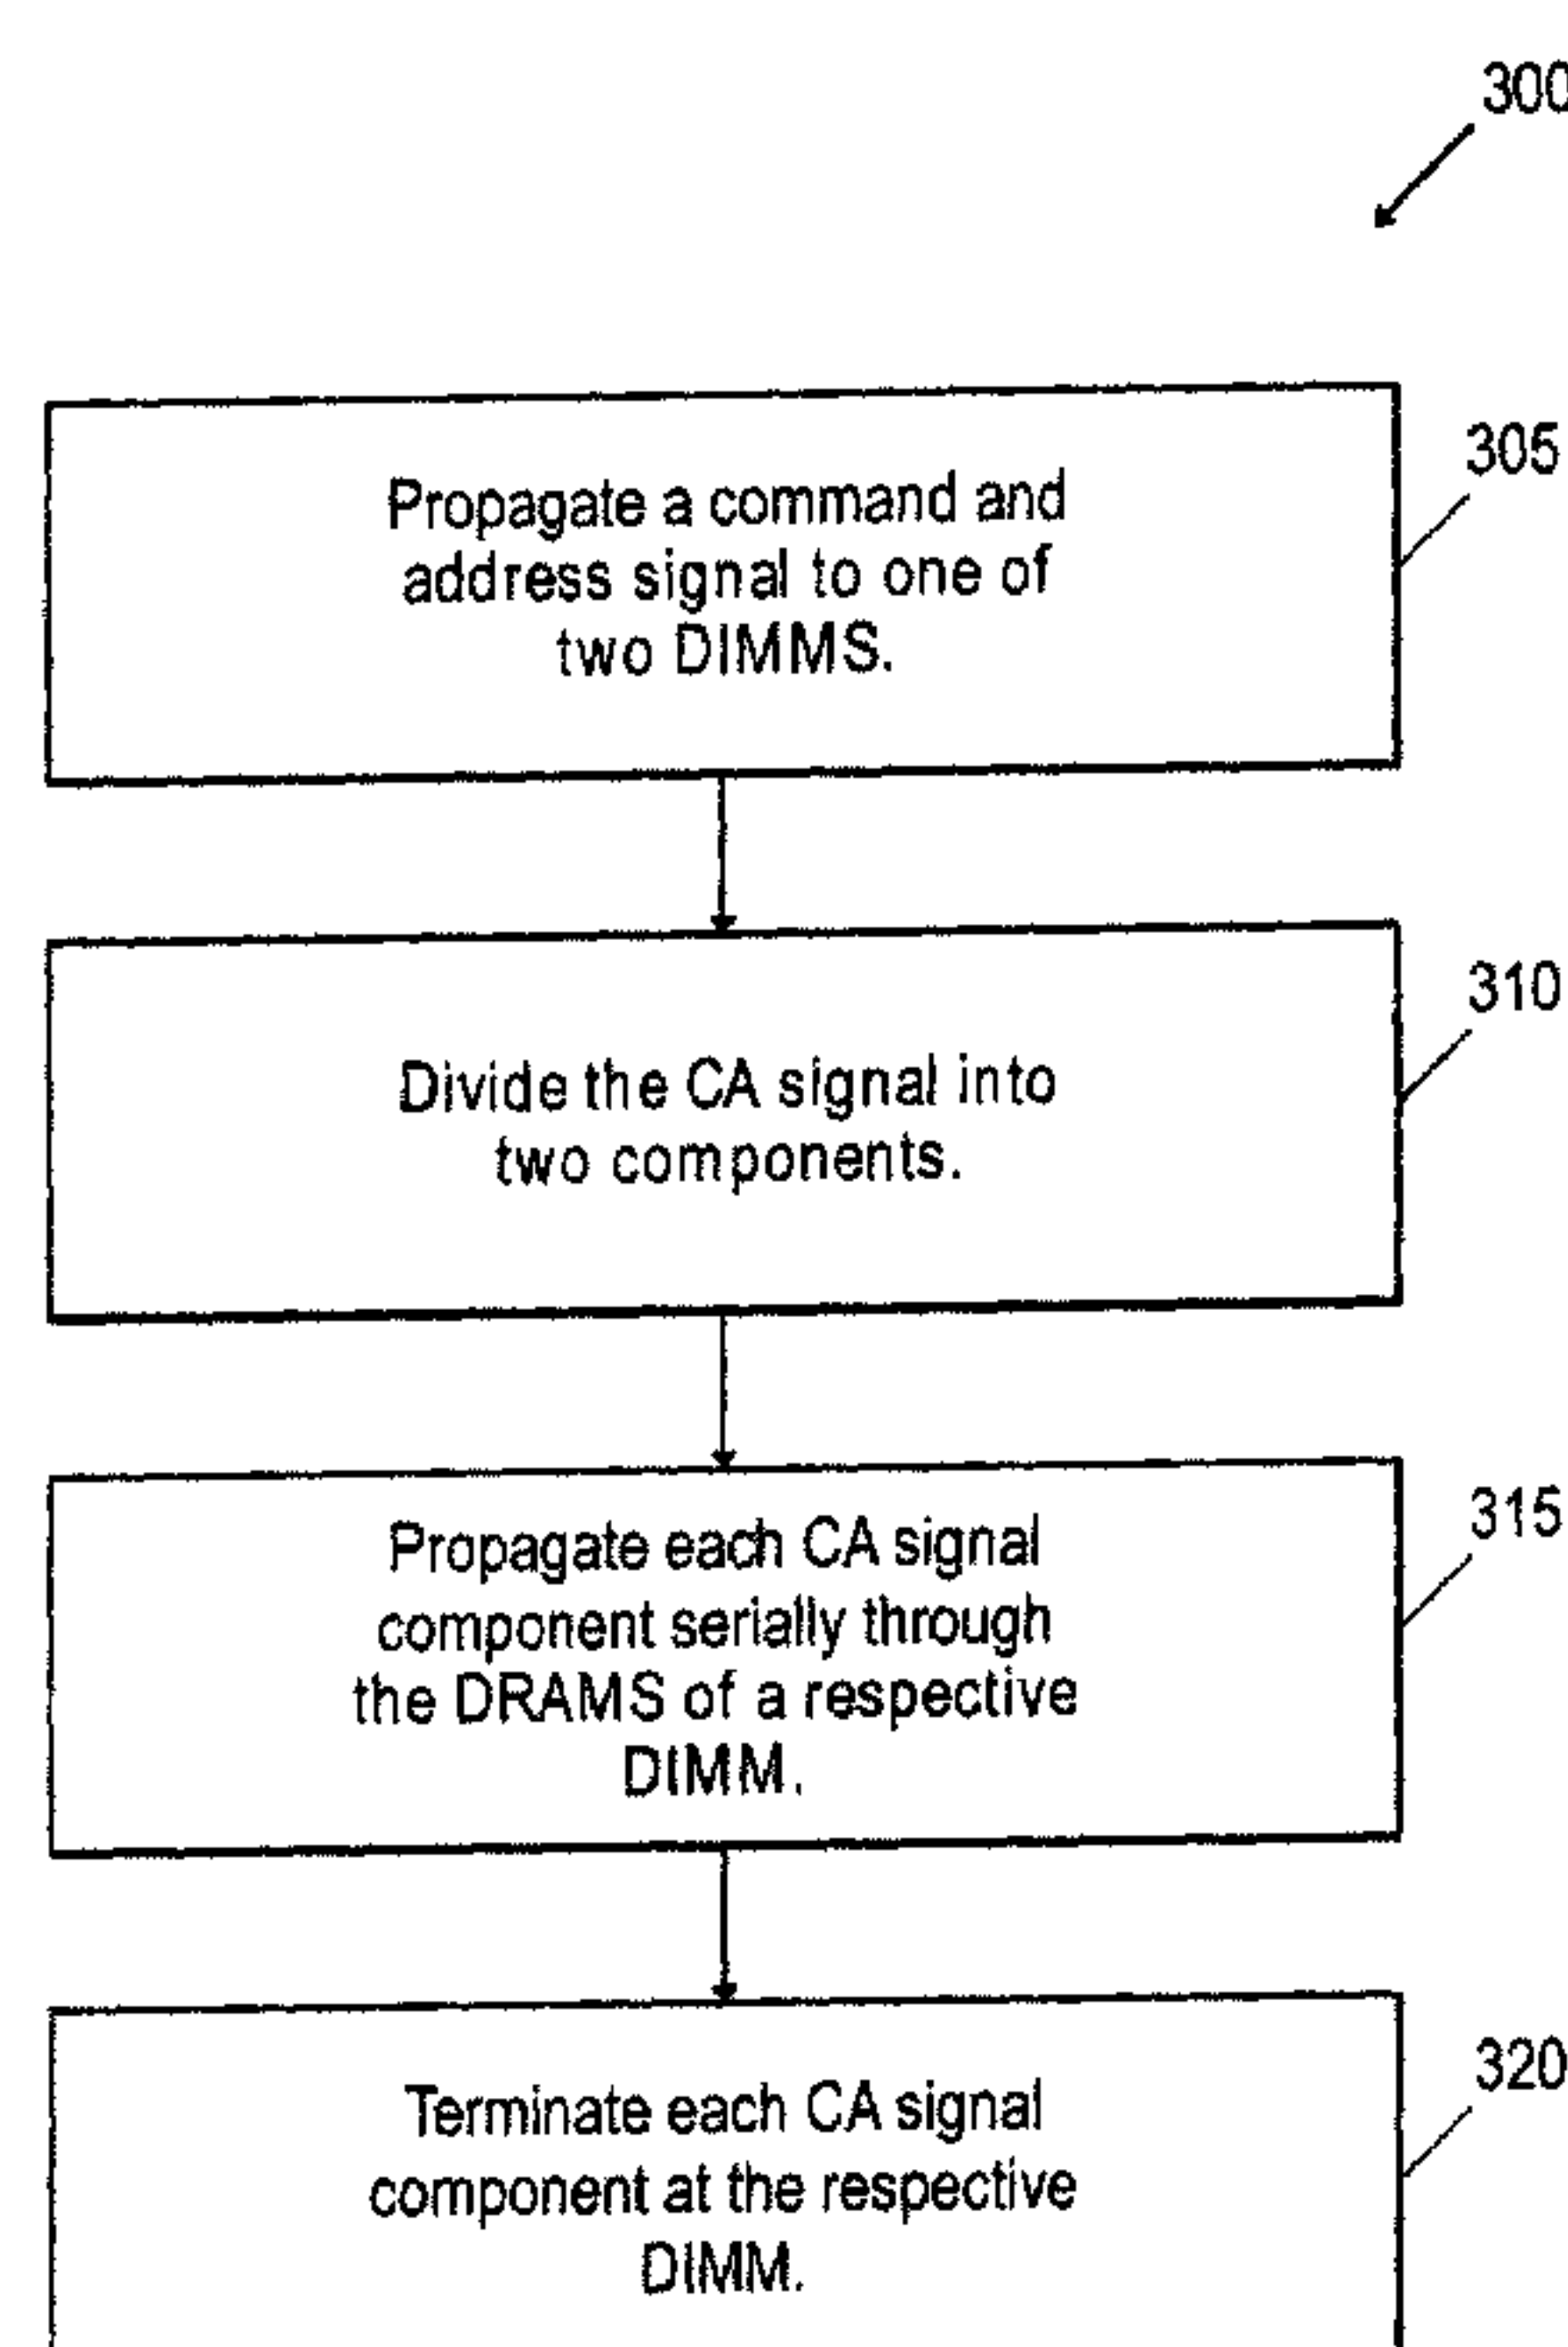 300
305
Propagate a command and
address signal to one of
two DIMMS.
310
Divide the CA signal into
two components.
315
Propagate each CA signal
component serially through
the DRAMS of a respective
DIMM.
320
Terminate each CA signal
component at the respective
DIMM.